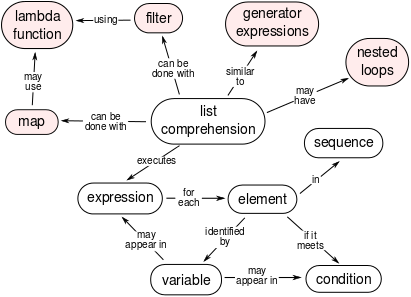 lambda
function
using
filter
generator
expressions
nested
loops
may
use
can be
done with
similar
to
may
have
map
can be
done with
list
comprehension
sequence
executes
expression
for
each
element
in
may
appear in
identified
by
if it
meets
variable
may
appear in
condition